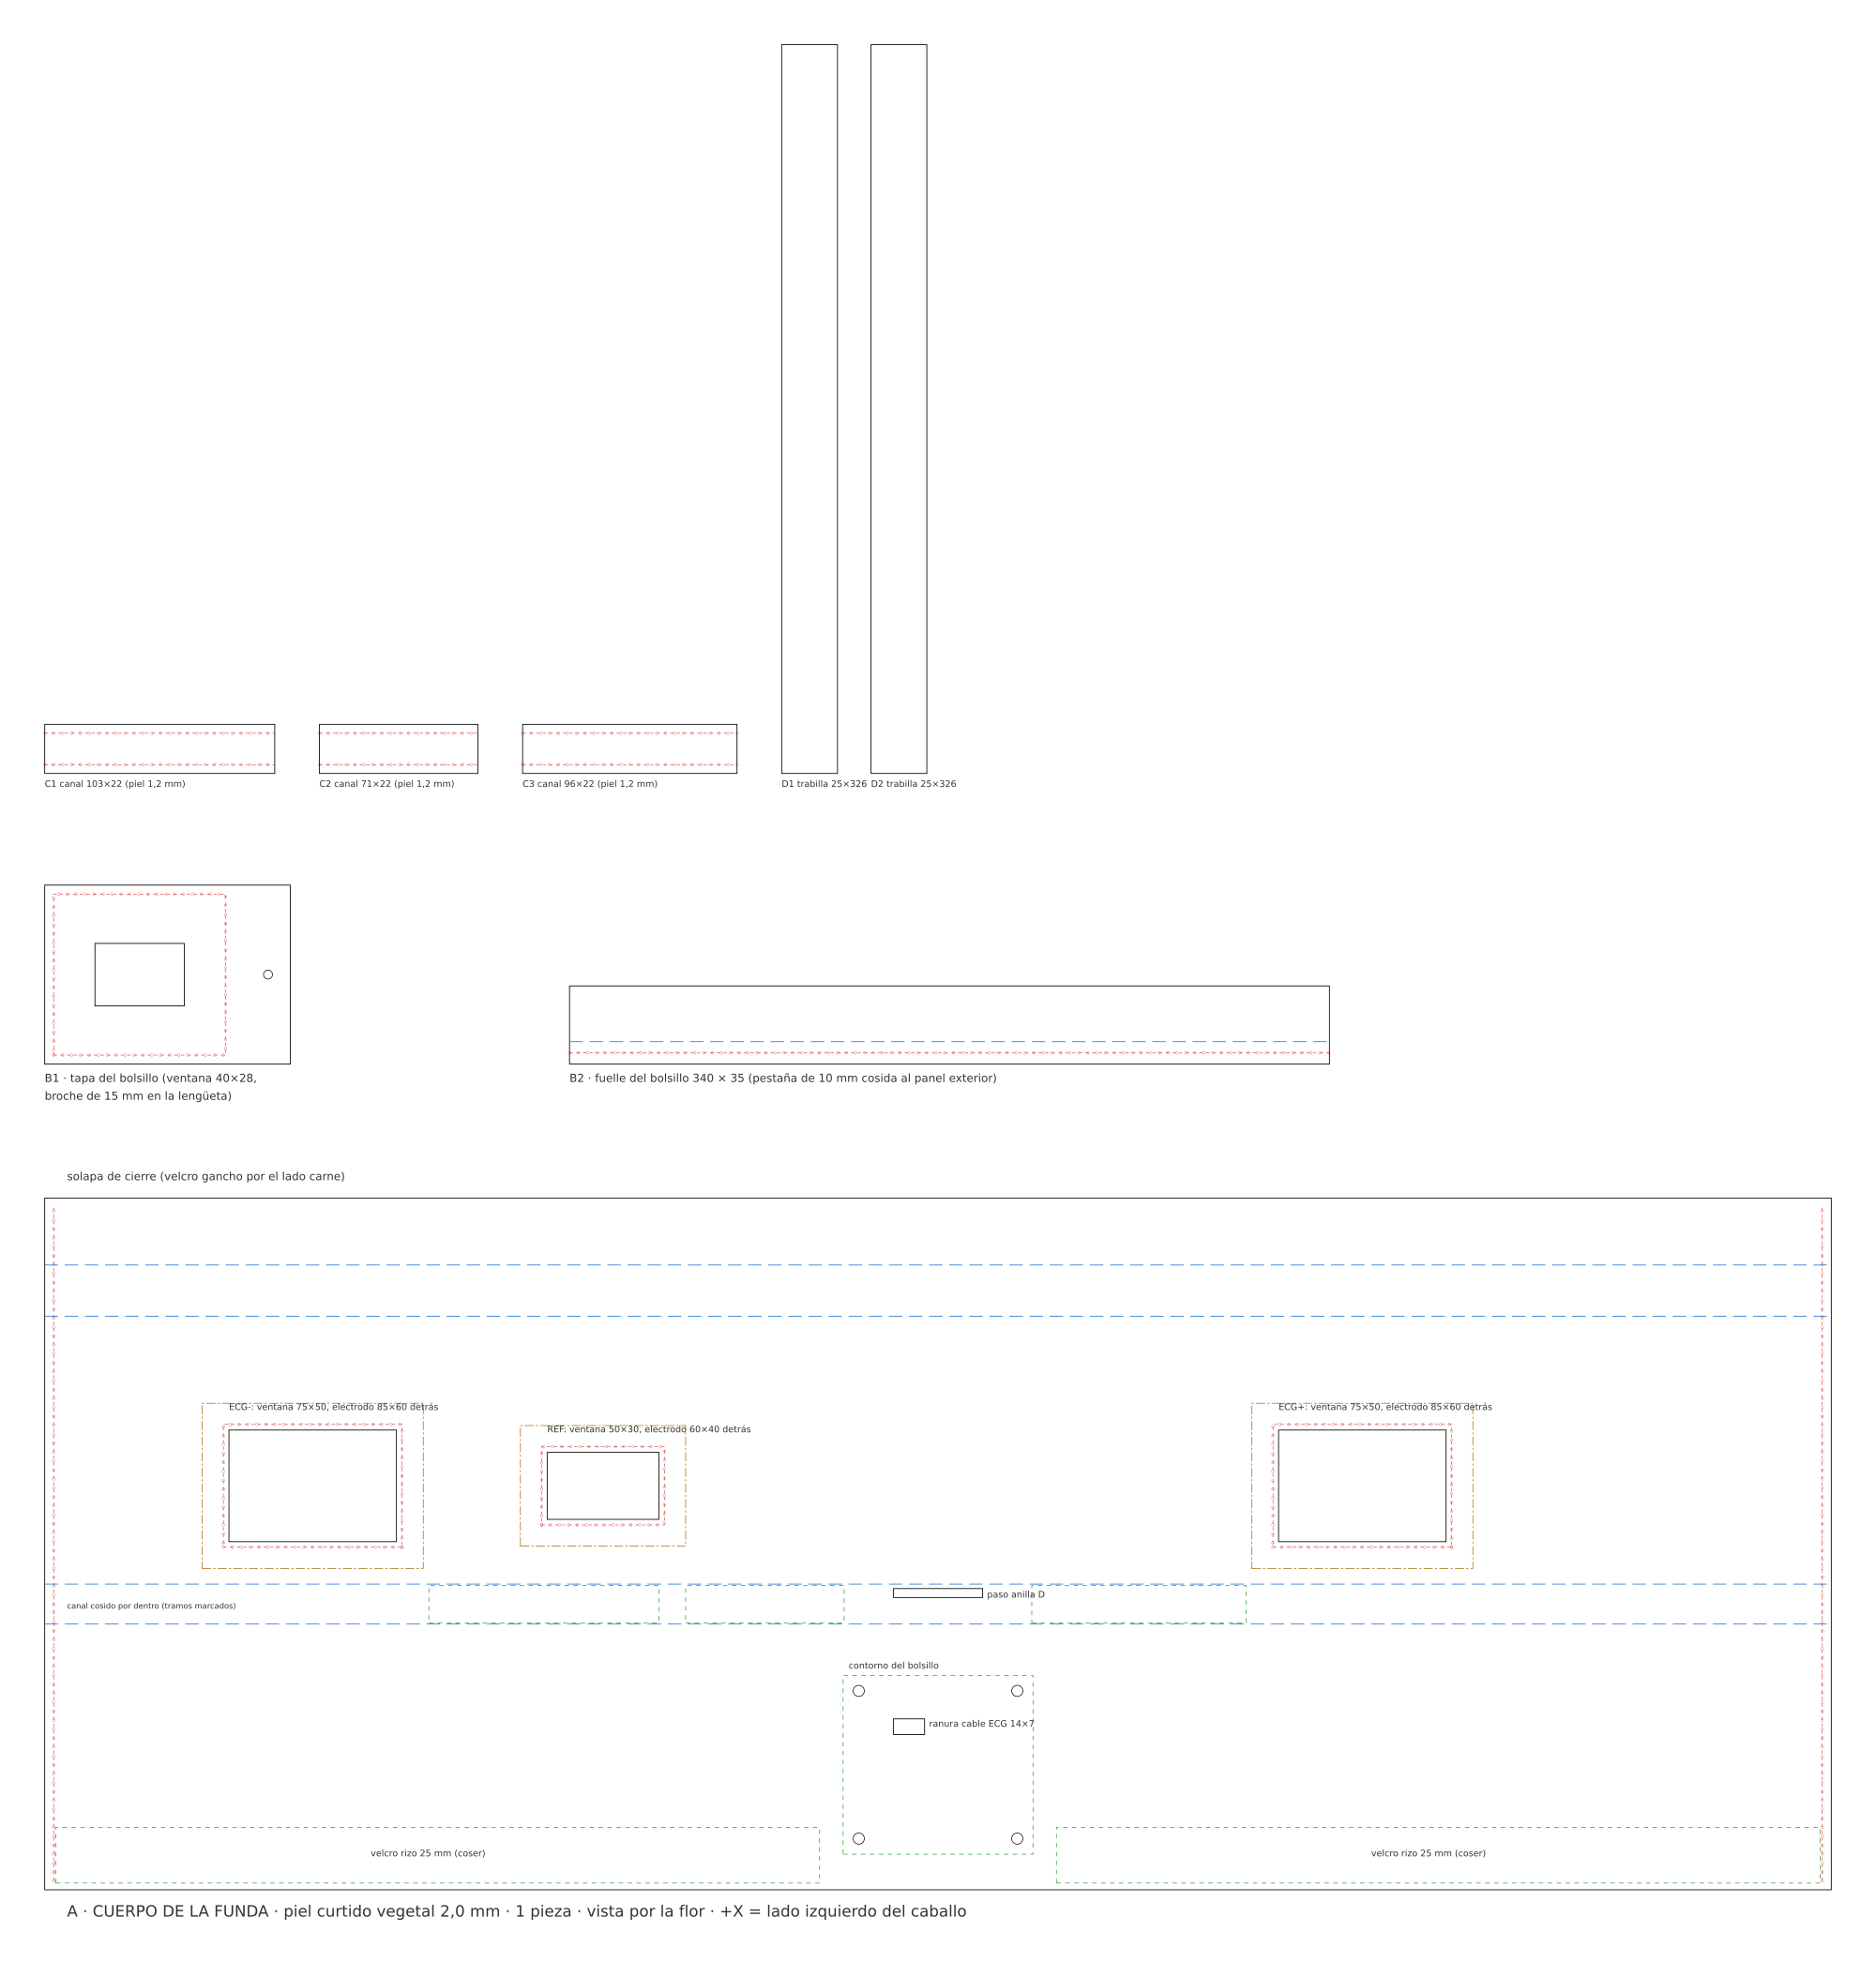 C1 canal 103×22 (piel 1,2 mm)
C2 canal 71×22 (piel 1,2 mm)
C3 canal 96×22 (piel 1,2 mm)
D1 trabilla 25×326
D2 trabilla 25×326
B1 · tapa del bolsillo (ventana 40×28,
broche de 15 mm en la lengüeta)
B2 · fuelle del bolsillo 340 × 35 (pestaña de 10 mm cosida al panel exterior)
solapa de cierre (velcro gancho por el lado carne)
ECG-: ventana 75×50, electrodo 85×60 detrás
REF: ventana 50×30, electrodo 60×40 detrás
ECG+: ventana 75×50, electrodo 85×60 detrás
paso anilla D
canal cosido por dentro (tramos marcados)
contorno del bolsillo
ranura cable ECG 14×7
velcro rizo 25 mm (coser)
velcro rizo 25 mm (coser)
A · CUERPO DE LA FUNDA · piel curtido vegetal 2,0 mm · 1 pieza · vista por la flor · +X = lado izquierdo del caballo